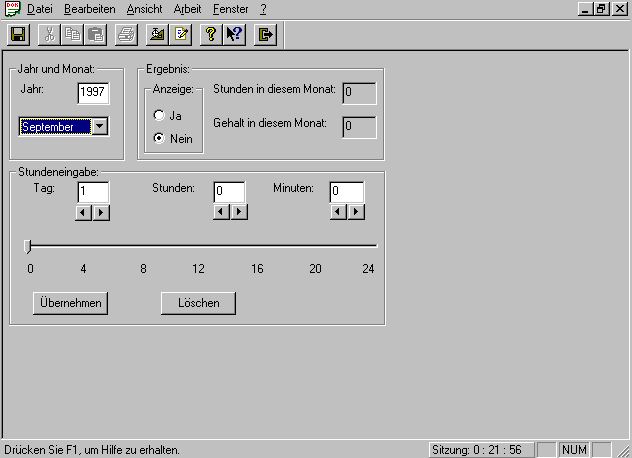 Datei Bearbeiten Ansicht Arbeit Fenster ?
Jahr und Monat:
Jahr: 1997
September
Ergebnis:
Anzeige:
Ja
Nein
Stunden in diesem Monat: 0
Gehalt in diesem Monat: 0
Stundeneingabe:
Tag: 1 Stunden: 0 Minuten: 0
0 4 8 12 16 20 24
Übernehmen Löschen
Drücken Sie F1, um Hilfe zu erhalten. Sitzung: 0 : 21 : 56 NUM